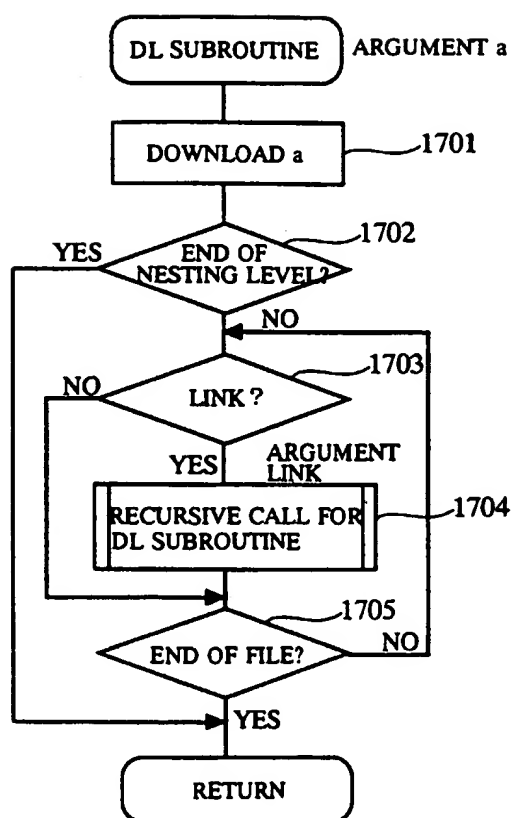 DL SUBROUTINE
ARGUMENT a
DOWNLOAD a
1701
1702
YES
END OF
NESTING LEVEL?
NO
1703
NO
LINK?
YES
ARGUMENT
LINK
RECURSIVE CALL FOR
DL SUBROUTINE
1704
1705
END OF FILE?
NO
YES
RETURN